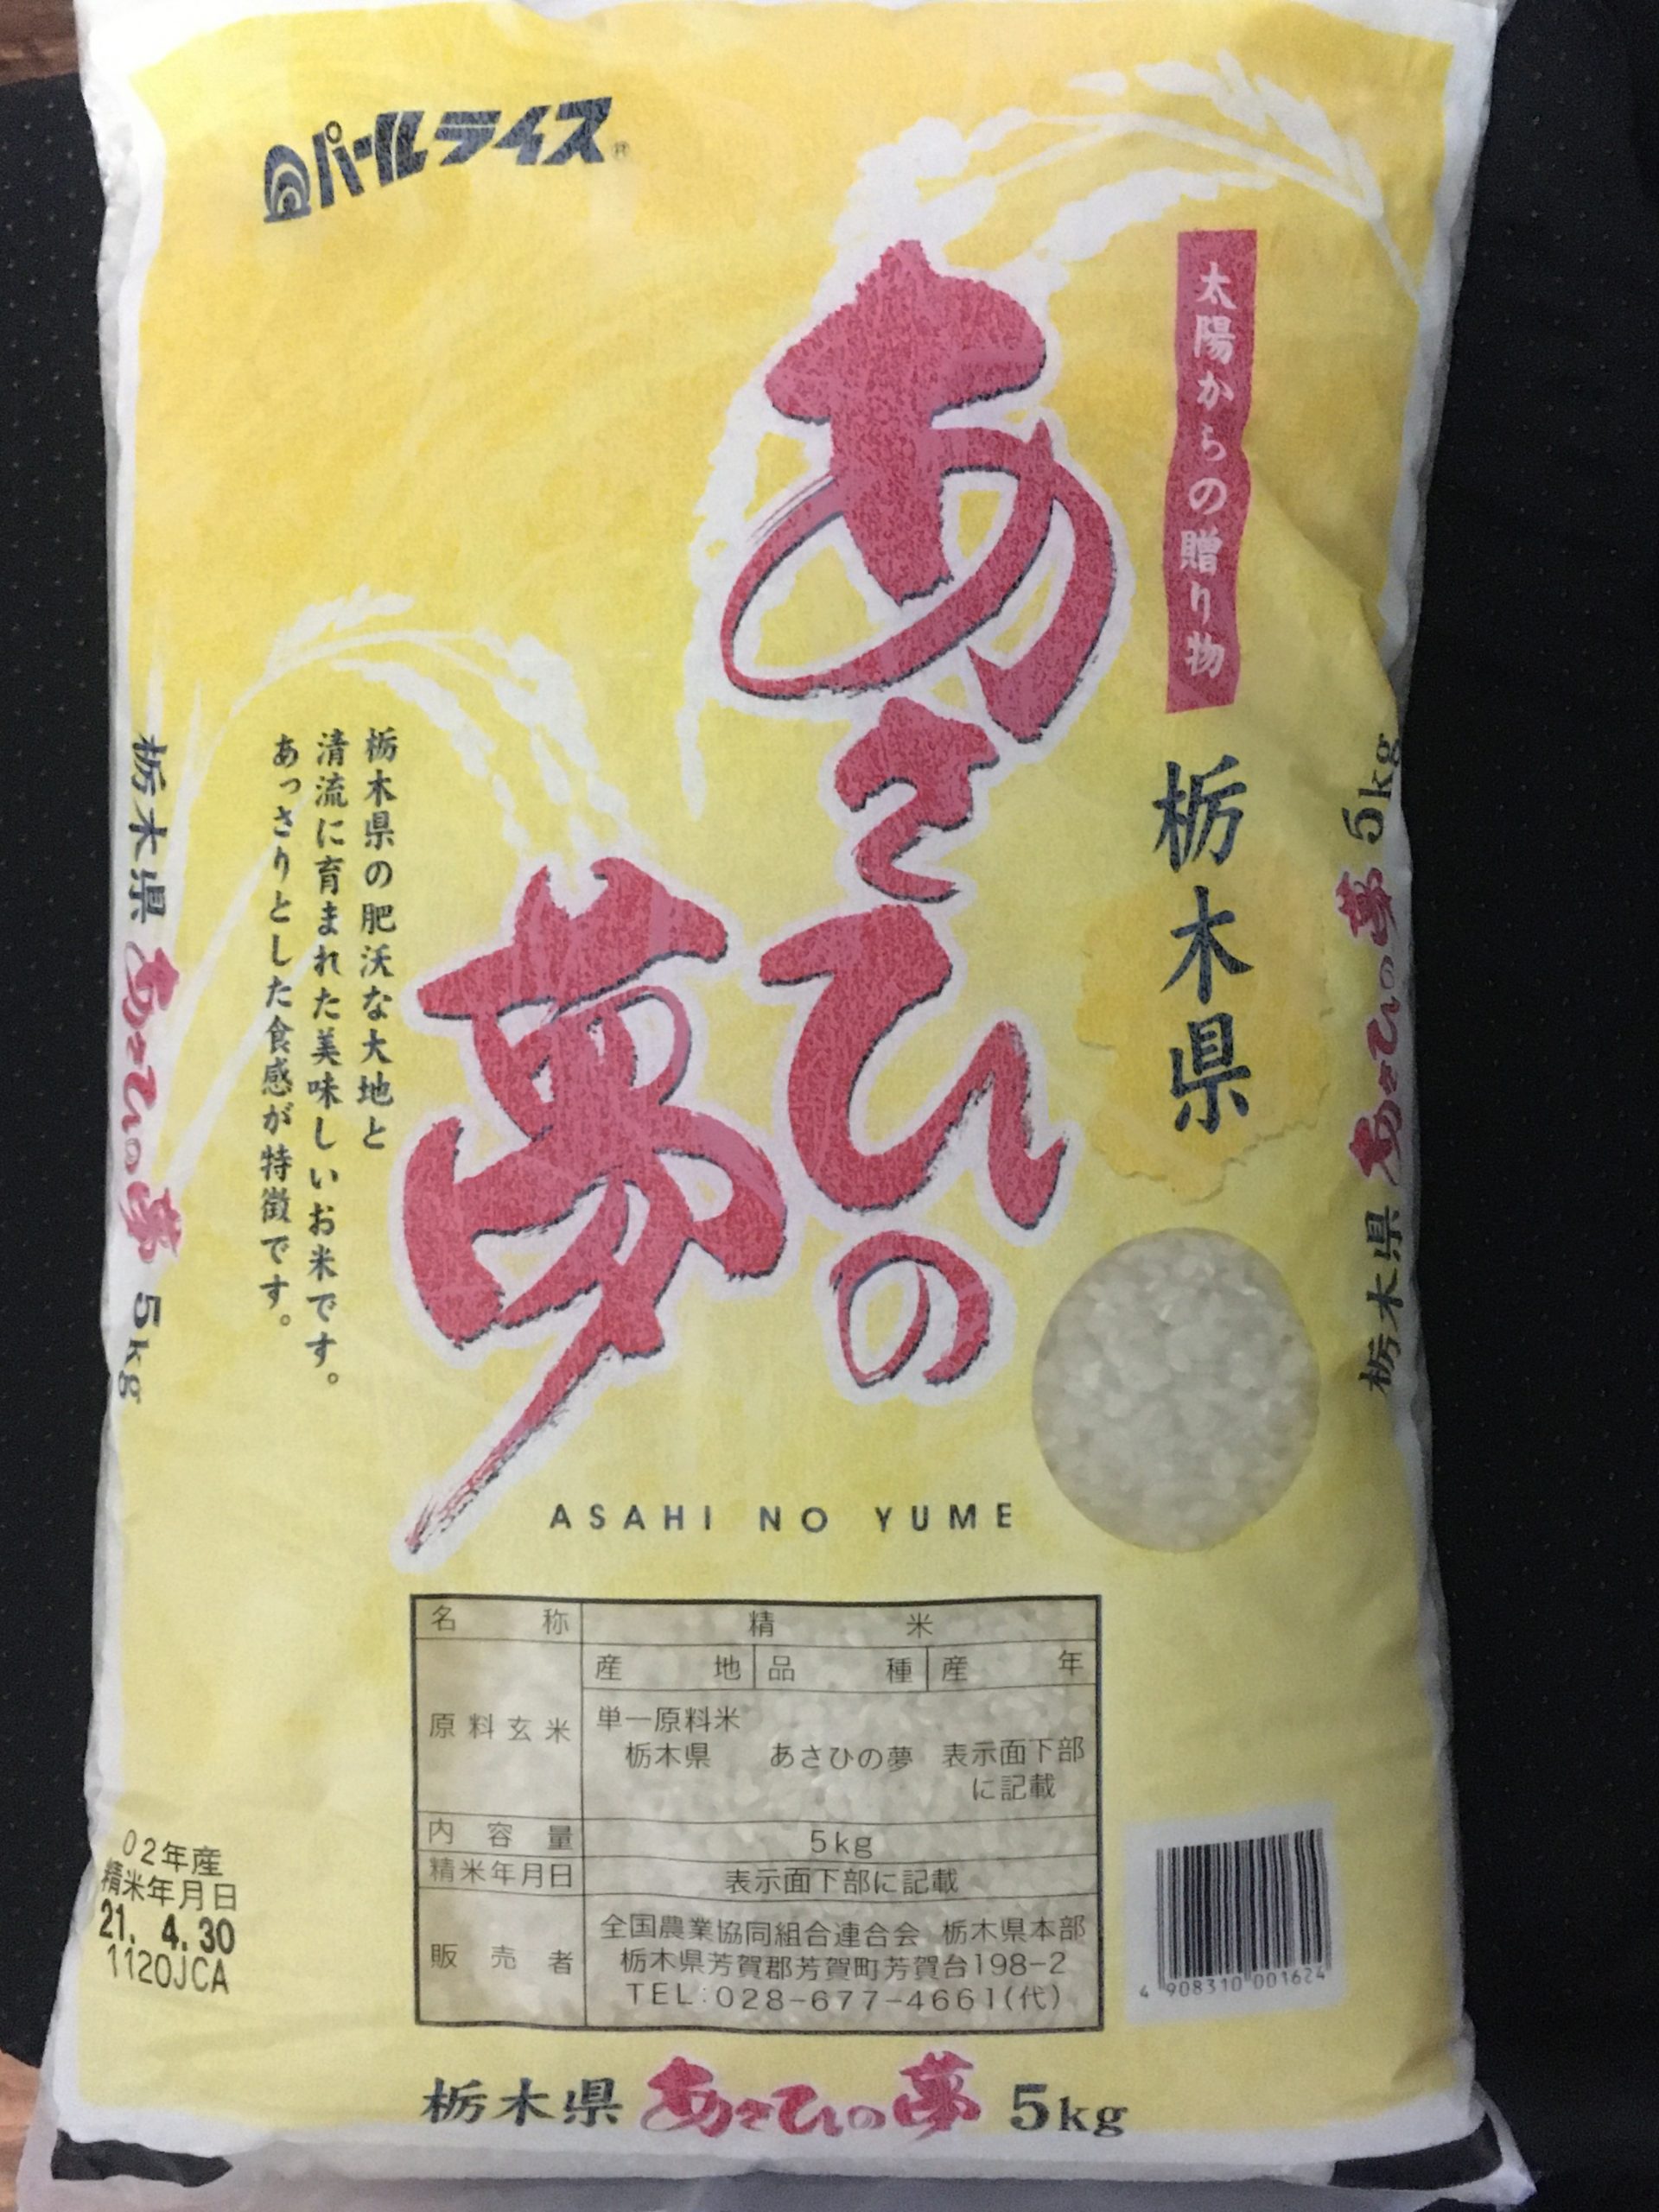 パールライス®
太陽からの贈り物
栃木県
あさひの
夢
栃木県の肥沃な大地と
清流に育まれた美味しいお米です。
あっさりとした食感が特徴です。
ASAHI NO YUME
栃木県 あさひの夢 5kg
栃木県 あさひの夢 5kg
名称 精米
産地 品種 産年
原料玄米 単一原料米
栃木県 あさひの夢 表示面下部
に記載
内容量 5kg
精米年月日 表示面下部に記載
販売者 全国農業協同組合連合会 栃木県本部
栃木県芳賀郡芳賀町芳賀台198-2
TEL:028-677-4661(代)
02年産
精米年月日
21. 4.30
1120JCA
4 908310 001624
栃木県 あさひの夢 5kg